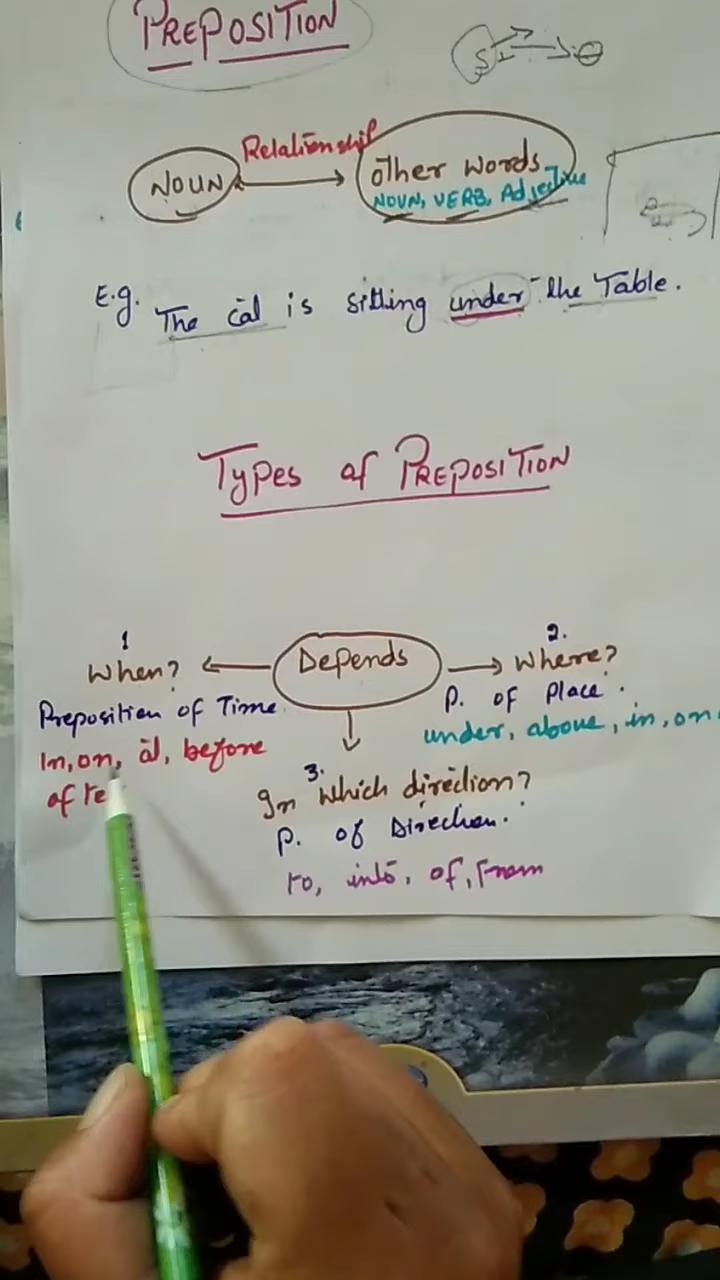 PREPOSITION
Relationship
NOUN other words
NOUN, VERB, Adjective
E.g. The cat is sitting under the Table.
Types of PREPOSITION
1 2.
When? Depends Where?
Preposition of Time P. of Place.
In, on, at, before under, above, in, on
3.
In which direction?
P. of Direction.
to, into, of, From